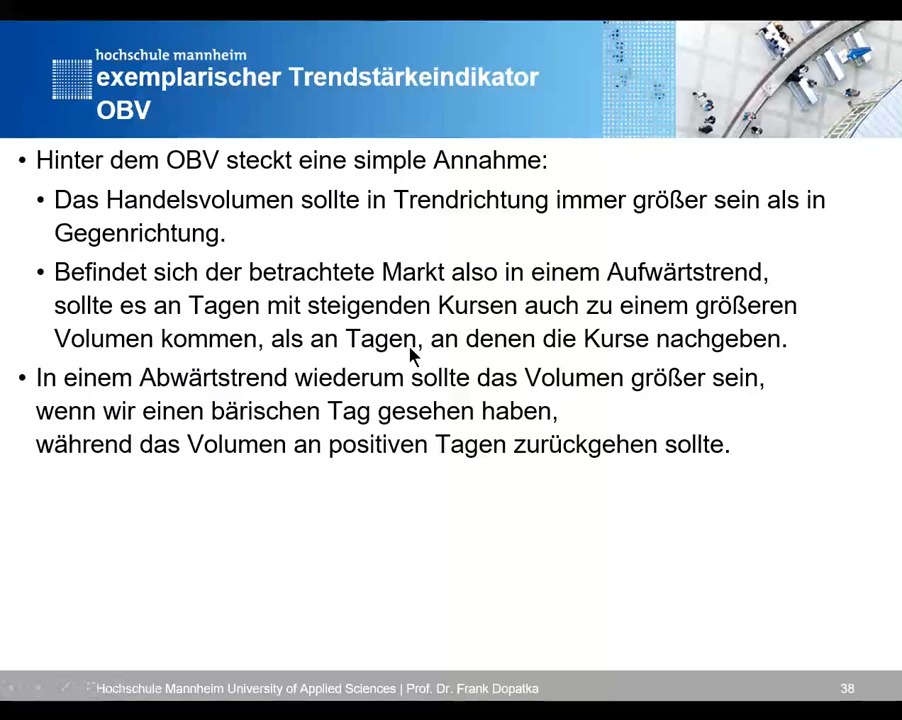 hochschule mannheim
exemplarischer Trendstärkeindikator
OBV
• Hinter dem OBV steckt eine simple Annahme:
• Das Handelsvolumen sollte in Trendrichtung immer größer sein als in
Gegenrichtung.
• Befindet sich der betrachtete Markt also in einem Aufwärtstrend,
sollte es an Tagen mit steigenden Kursen auch zu einem größeren
Volumen kommen, als an Tagen, an denen die Kurse nachgeben.
• In einem Abwärtstrend wiederum sollte das Volumen größer sein,
wenn wir einen bärischen Tag gesehen haben,
während das Volumen an positiven Tagen zurückgehen sollte.
Hochschule Mannheim University of Applied Sciences | Prof. Dr. Frank Dopatka
38